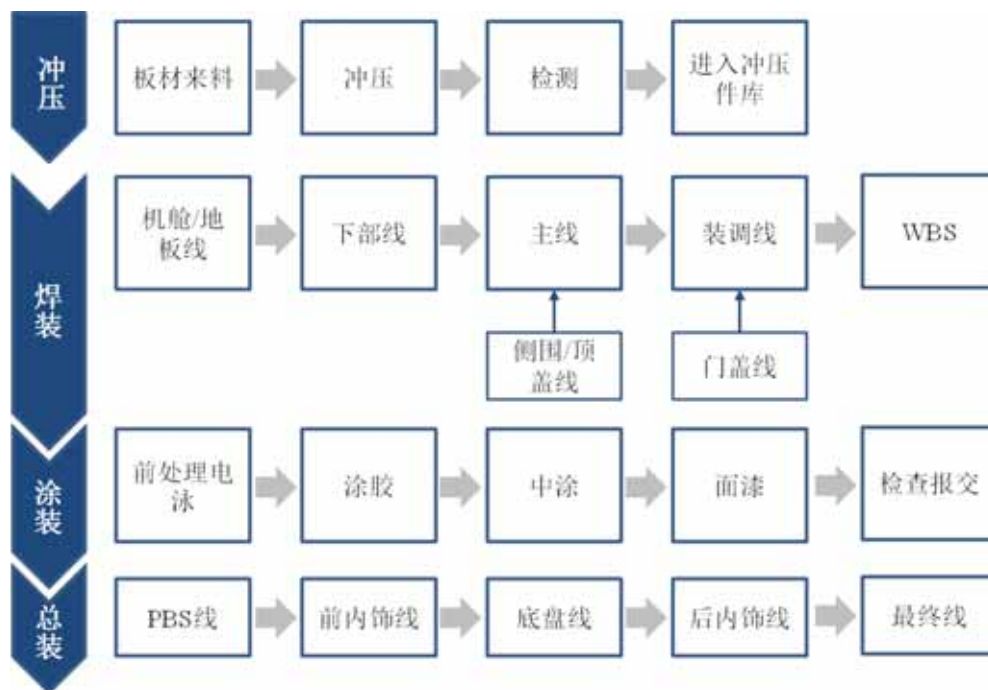 冲压
板材来料
冲压
检测
进入冲压
件库
焊装
机舱/地
板线
下部线
主线
装调线
WBS
侧围/顶
盖线
门盖线
涂装
前处理电
泳
涂胶
中涂
面漆
检查报交
总装
PBS线
前内饰线
底盘线
后内饰线
最终线